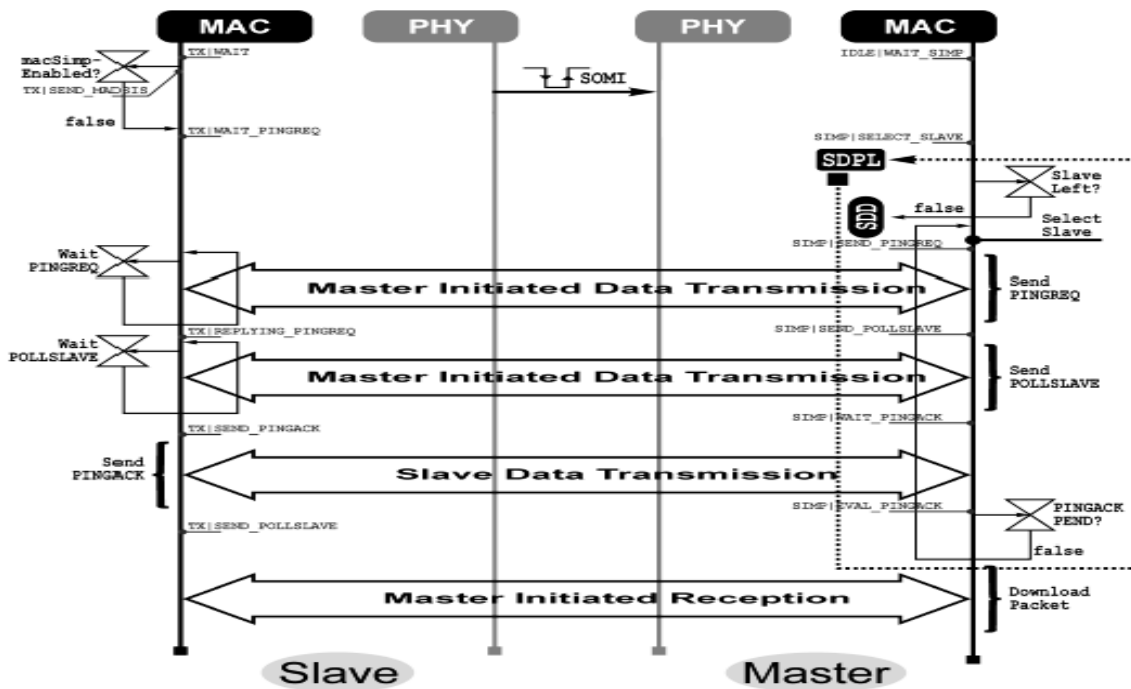 MAC PHY PHY MAC
TX|WAIT
IDLE|WAIT_SIMP
macSimp-
Enabled?
SOMI
TX|SEND_MADSIS
false
TX|WAIT_PINGREQ
SIMP|SELECT_SLAVE
SDPL
Slave
Left?
SDD
false
Select
Slave
SIMP|SEND_PINGREQ
Wait
PINGREQ
Master Initiated Data Transmission
Send
PINGREQ
TX|REPLYING_PINGREQ
SIMP|SEND_POLLSLAVE
Wait
POLLSLAVE
Master Initiated Data Transmission
Send
POLLSLAVE
SIMP|WAIT_PINGACK
TX|SEND_PINGACK
Send
PINGACK
Slave Data Transmission
SIMP|EVAL_PINGACK
PINGACK
PEND?
TX|SEND_POLLSLAVE
false
Master Initiated Reception
Download
Packet
Slave Master